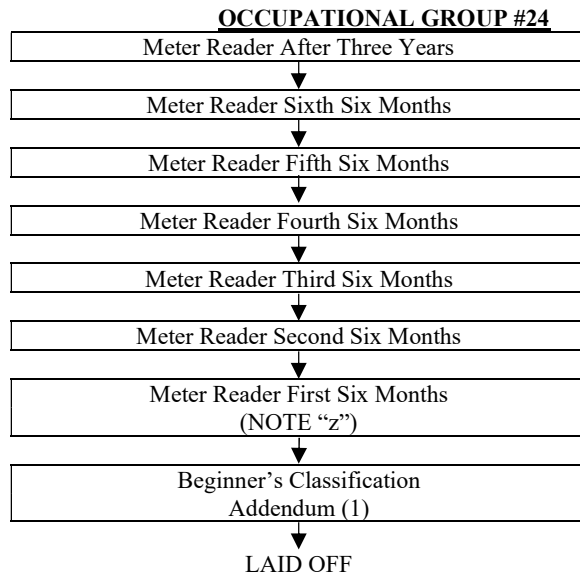 OCCUPATIONAL GROUP #24
Meter Reader After Three Years
Meter Reader Sixth Six Months
Meter Reader Fifth Six Months
Meter Reader Fourth Six Months
Meter Reader Third Six Months
Meter Reader Second Six Months
Meter Reader First Six Months
(NOTE “z”)
Beginner’s Classification
Addendum (1)
LAID OFF